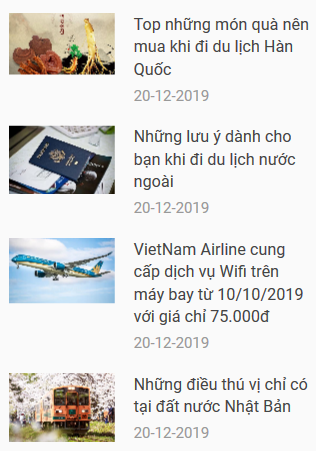 Top những món quà nên
mua khi đi du lịch Hàn
Quốc
20-12-2019
Những lưu ý dành cho
bạn khi đi du lịch nước
ngoài
20-12-2019
VietNam Airline cung
cấp dịch vụ Wifi trên
máy bay từ 10/10/2019
với giá chỉ 75.000đ
20-12-2019
Những điều thú vị chỉ có
tại đất nước Nhật Bản
20-12-2019